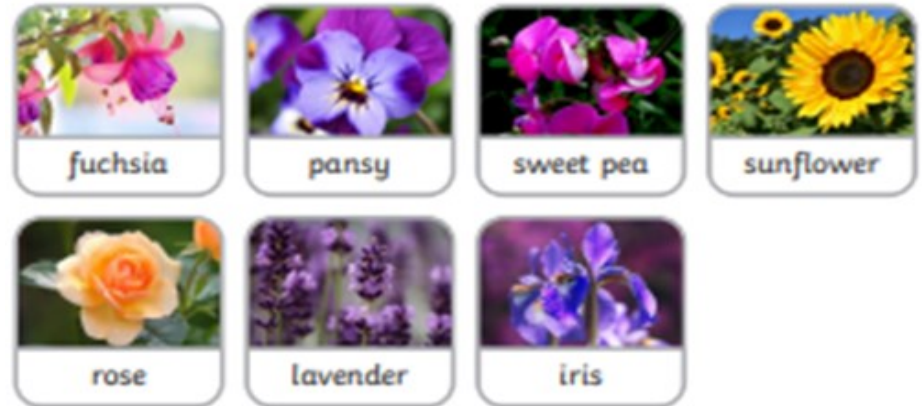 fuchsia
pansy
sweet pea
sunflower
rose
lavender
iris